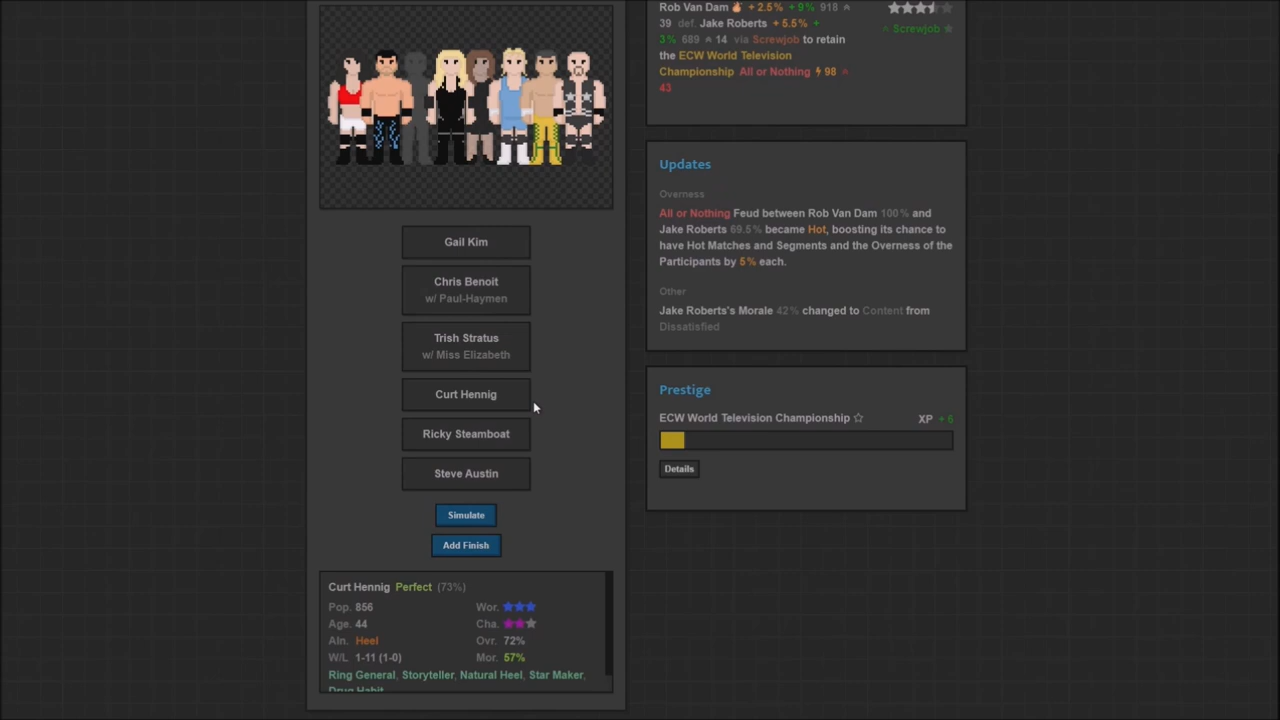 Gail Kim
Chris Benoit
w/ Paul-Haymen
Trish Stratus
w/ Miss Elizabeth
Curt Hennig
Ricky Steamboat
Steve Austin
Simulate
Add Finish
Curt Hennig Perfect (73%)
Pop. 856 Wor.
Age. 44 Cha.
Aln. Heel Ovr. 72%
W/L 1-11 (1-0) Mor. 57%
Ring General, Storyteller, Natural Heel, Star Maker,
Drug Habit
Rob Van Dam + 2.5% + 9% 918
39 def. Jake Roberts + 5.5% +
3% 689 14 via Screwjob to retain
the ECW World Television
Championship All or Nothing 98
43
Screwjob
Updates
Overness
All or Nothing Feud between Rob Van Dam 100% and
Jake Roberts 69.5% became Hot, boosting its chance to
have Hot Matches and Segments and the Overness of the
Participants by 5% each.
Other
Jake Roberts's Morale 42% changed to Content from
Dissatisfied
Prestige
ECW World Television Championship XP + 6
Details